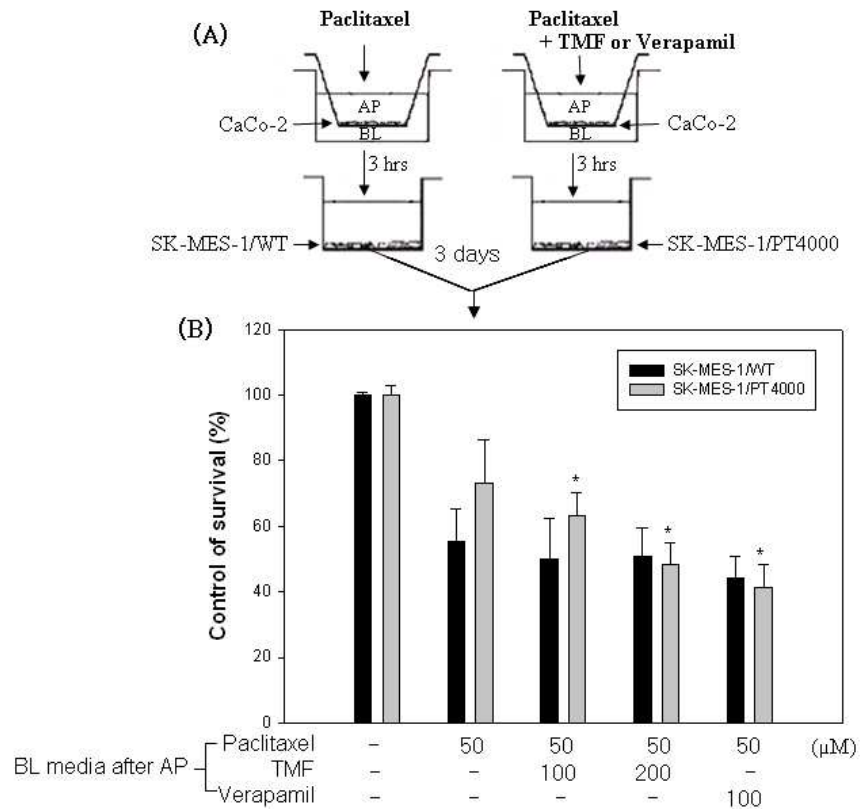 (A)
Paclitaxel
Paclitaxel
+ TMF or Verapamil
AP
AP
CaCo-2
BL
BL
CaCo-2
3 hrs
3 hrs
SK-MES-1/WT
3 days
SK-MES-1/PT4000
(B)
120
100
80
60
40
20
0
Control of survival (%)
SK-MES-1/WT
SK-MES-1/PT4000
*
*
*
BL media after AP
Paclitaxel – 50 50 50 50 (µM)
TMF – – 100 200 –
Verapamil – – – – 100